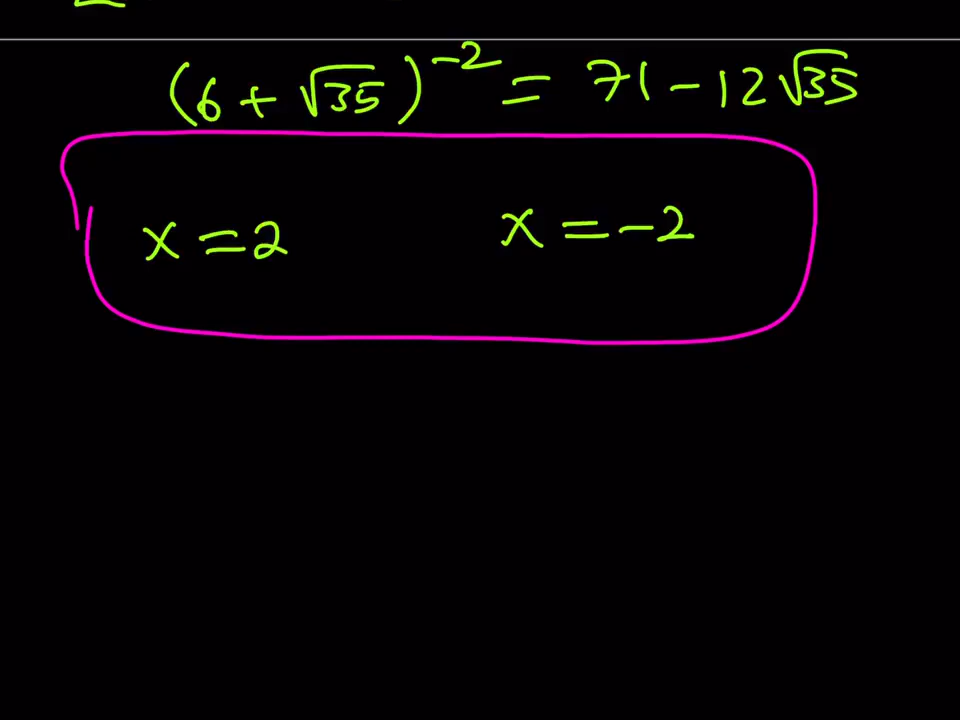 (6 + √35)⁻² = 71 - 12√35
x = 2 x = -2